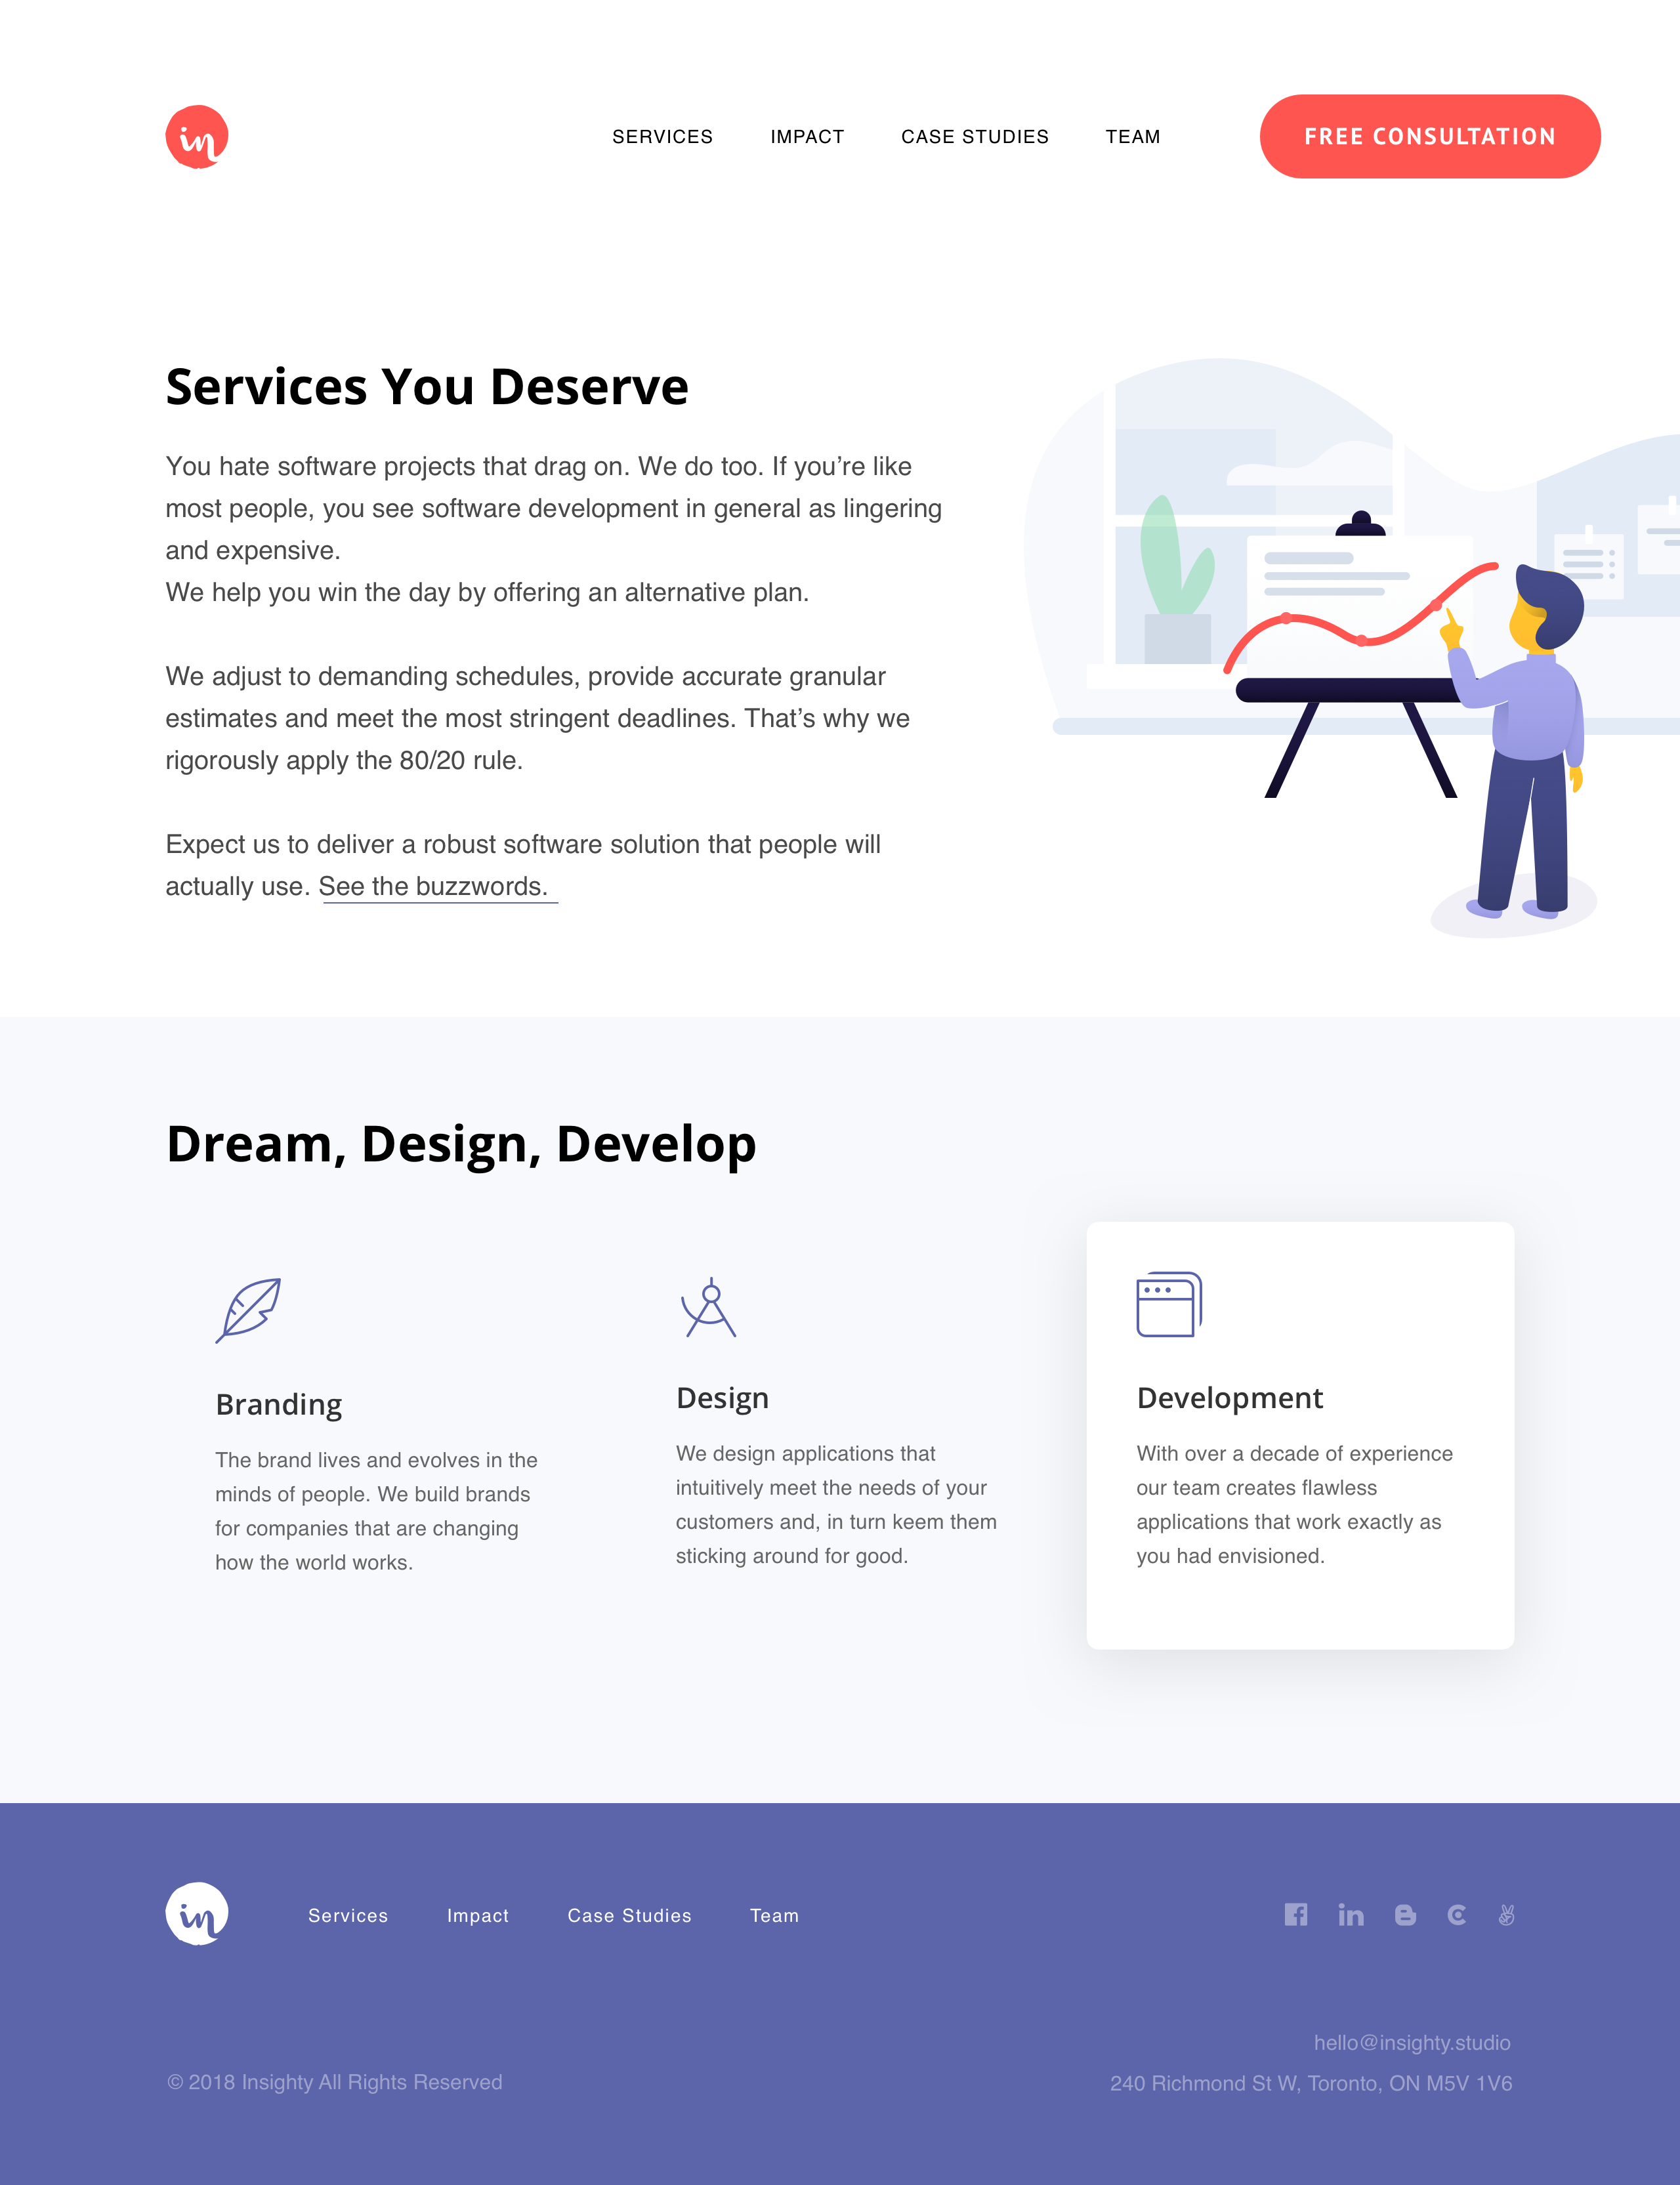 in
SERVICES IMPACT CASE STUDIES TEAM FREE CONSULTATION
Services You Deserve
You hate software projects that drag on. We do too. If you’re like
most people, you see software development in general as lingering
and expensive.
We help you win the day by offering an alternative plan.
We adjust to demanding schedules, provide accurate granular
estimates and meet the most stringent deadlines. That’s why we
rigorously apply the 80/20 rule.
Expect us to deliver a robust software solution that people will
actually use. See the buzzwords.
Dream, Design, Develop
Branding
The brand lives and evolves in the
minds of people. We build brands
for companies that are changing
how the world works.
Design
We design applications that
intuitively meet the needs of your
customers and, in turn keem them
sticking around for good.
Development
With over a decade of experience
our team creates flawless
applications that work exactly as
you had envisioned.
in
Services Impact Case Studies Team
hello@insighty.studio
© 2018 Insighty All Rights Reserved
240 Richmond St W, Toronto, ON M5V 1V6